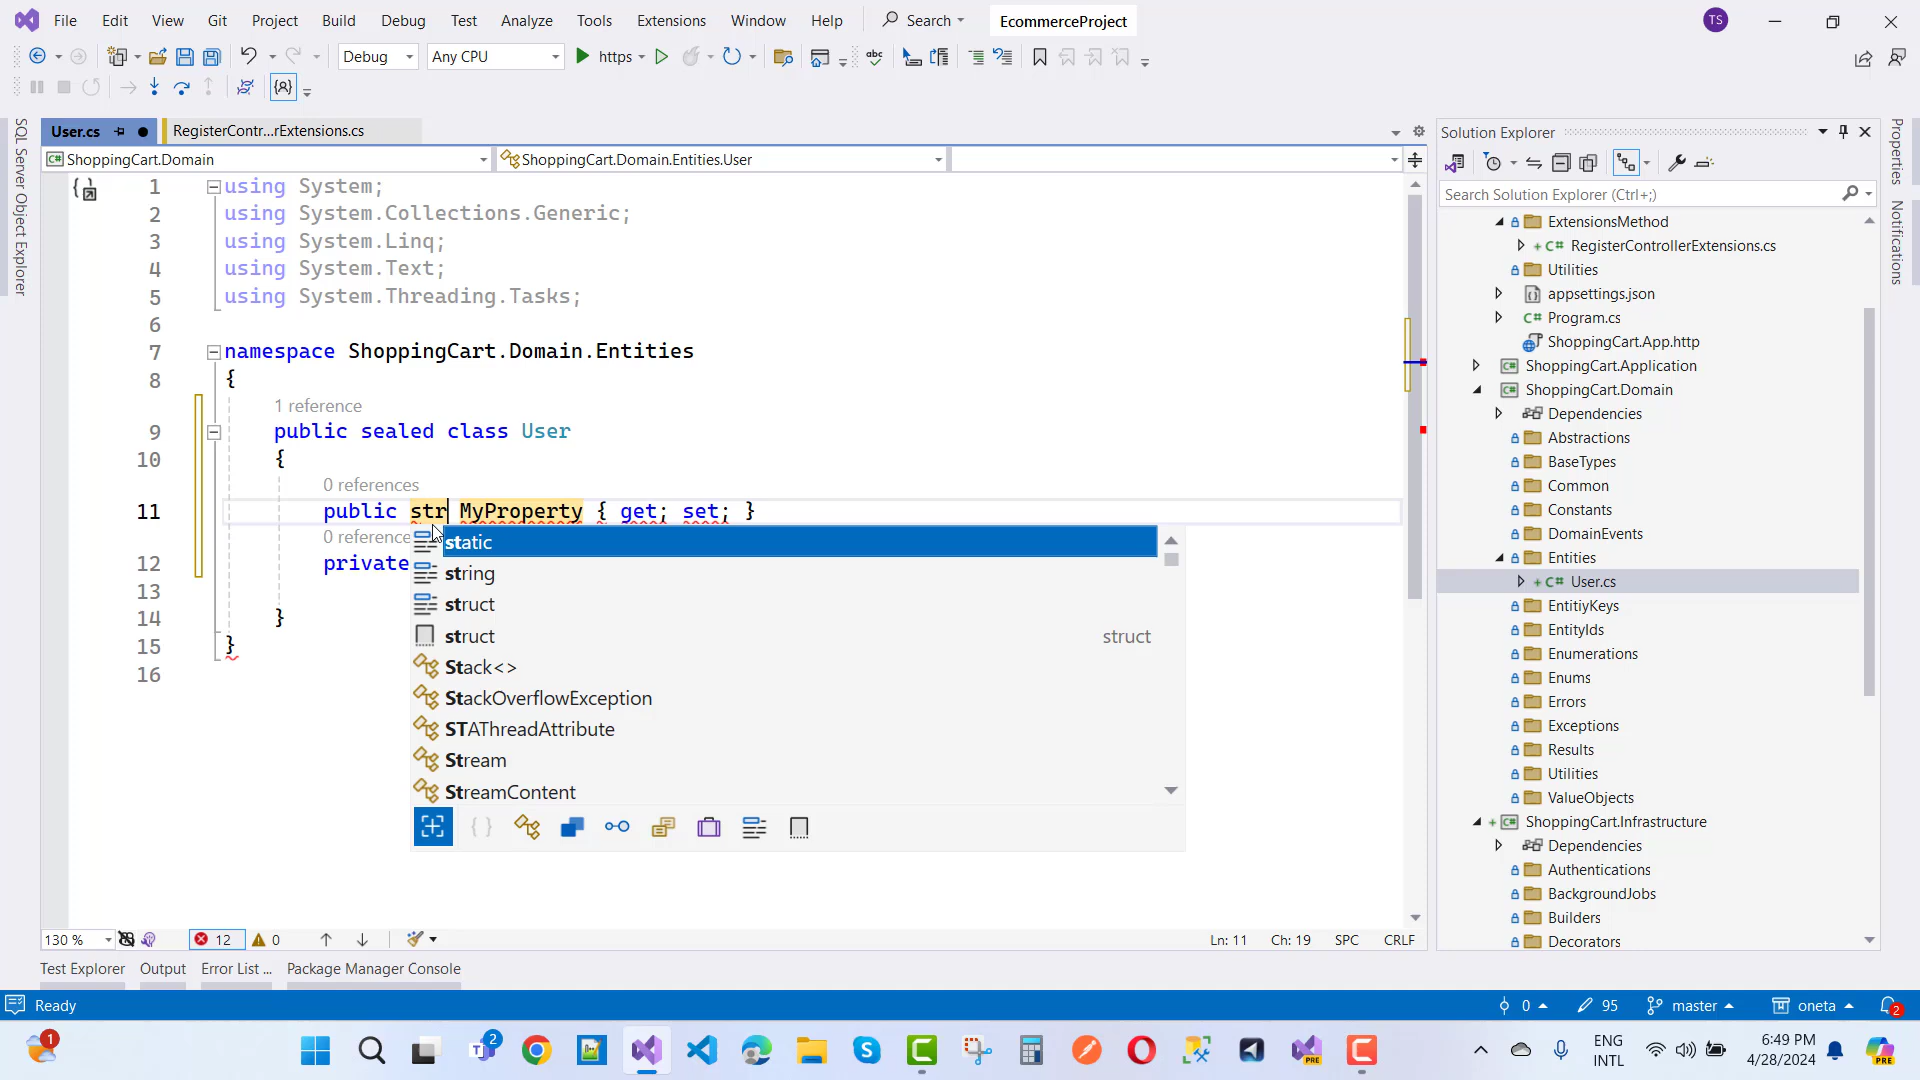 File Edit View Git Project Build Debug Test Analyze Tools Extensions Window Help Search EcommerceProject TS
Debug Any CPU https
User.cs RegisterContr...rExtensions.cs
ShoppingCart.Domain ShoppingCart.Domain.Entities.User
SQL Server Object Explorer
1 using System;
2 using System.Collections.Generic;
3 using System.Linq;
4 using System.Text;
5 using System.Threading.Tasks;
6
7 namespace ShoppingCart.Domain.Entities
8 {
1 reference
9 public sealed class User
10 {
0 references
11 public str MyProperty { get; set; }
0 reference
12 private
13
14 }
15 }
16
static
string
struct
struct struct
Stack<>
StackOverflowException
STAThreadAttribute
Stream
StreamContent
130 % 12 0 Ln: 11 Ch: 19 SPC CRLF
Test Explorer Output Error List ... Package Manager Console
Solution Explorer
Search Solution Explorer (Ctrl+;)
ExtensionsMethod
C# RegisterControllerExtensions.cs
Utilities
appsettings.json
C# Program.cs
ShoppingCart.App.http
C# ShoppingCart.Application
C# ShoppingCart.Domain
Dependencies
Abstractions
BaseTypes
Common
Constants
DomainEvents
Entities
C# User.cs
EntitiyKeys
EntityIds
Enumerations
Enums
Errors
Exceptions
Results
Utilities
ValueObjects
C# ShoppingCart.Infrastructure
Dependencies
Authentications
BackgroundJobs
Builders
Decorators
Properties
Notifications
Ready 0 95 master oneta 2
1 2 PRE ENG INTL 6:49 PM 4/28/2024 PRE